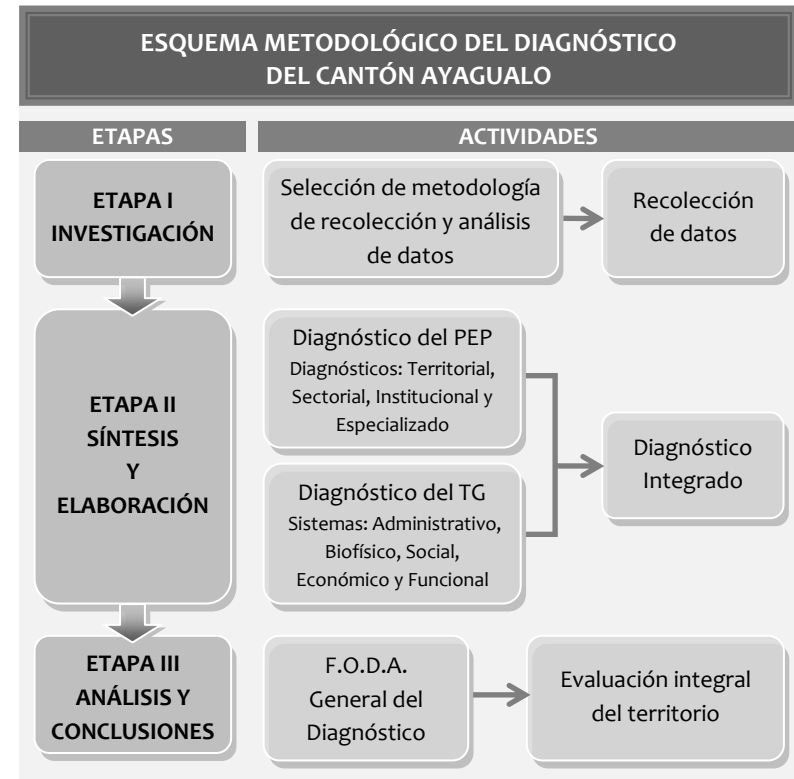 ESQUEMA METODOLÓGICO DEL DIAGNÓSTICO
DEL CANTÓN AYAGUALO
ETAPAS
ACTIVIDADES
ETAPA I
INVESTIGACIÓN
Selección de metodología
de recolección y análisis
de datos
Recolección
de datos
ETAPA II
SÍNTESIS
Y
ELABORACIÓN
Diagnóstico del PEP
Diagnósticos: Territorial,
Sectorial, Institucional y
Especializado
Diagnóstico del TG
Sistemas: Administrativo,
Biofísico, Social,
Económico y Funcional
Diagnóstico
Integrado
ETAPA III
ANÁLISIS Y
CONCLUSIONES
F.O.D.A.
General del
Diagnóstico
Evaluación integral
del territorio